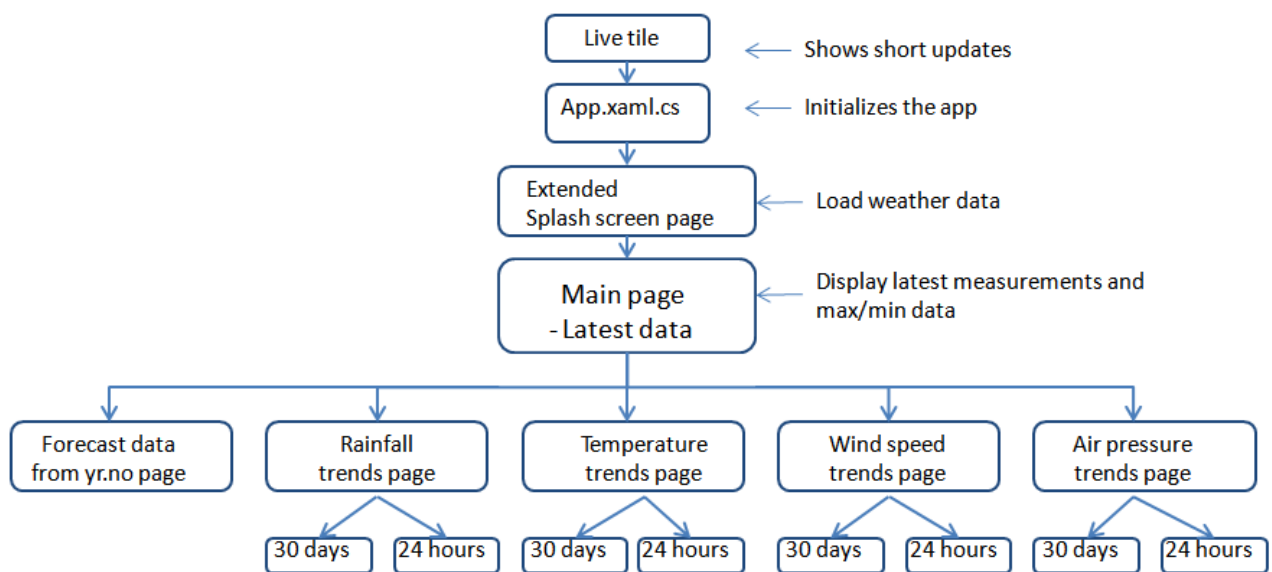 Live tile
Shows short updates
App.xaml.cs
Initializes the app
Extended
Splash screen page
Load weather data
Main page
- Latest data
Display latest measurements and
max/min data
Forecast data
from yr.no page
Rainfall
trends page
Temperature
trends page
Wind speed
trends page
Air pressure
trends page
30 days
24 hours
30 days
24 hours
30 days
24 hours
30 days
24 hours